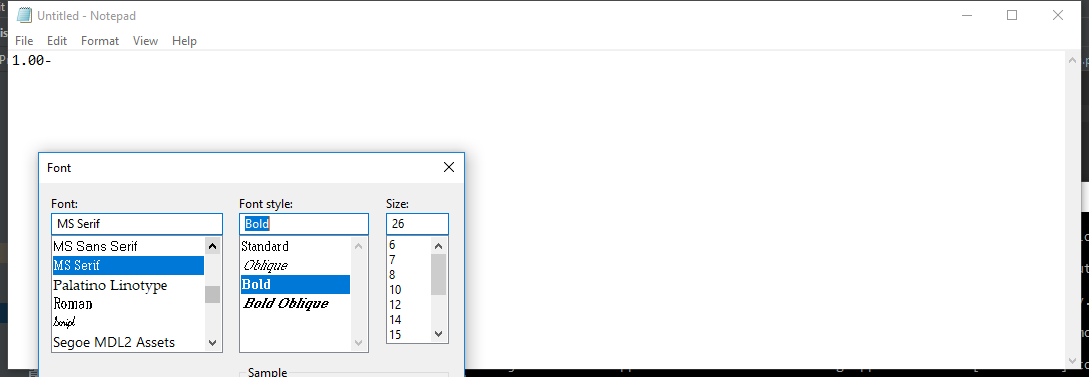 Untitled - Notepad
File Edit Format View Help
1.00-
Font
Font: Font style: Size:
MS Serif Bold 26
MS Sans Serif Standard 6
MS Serif Oblique 7
Palatino Linotype Bold 8
Roman Bold Oblique 10
Script 12
Segoe MDL2 Assets 14
15
Sample